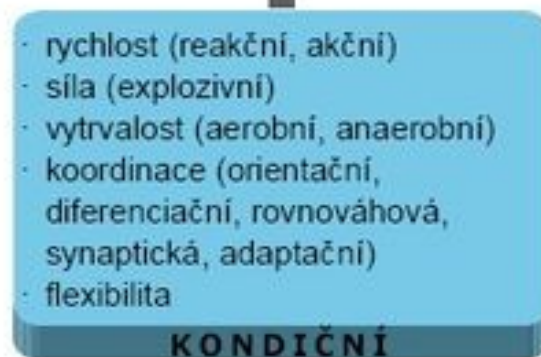 · rychlost (reakční, akční)
· síla (explozivní)
· vytrvalost (aerobní, anaerobní)
· koordinace (orientační,
diferenciační, rovnováhová,
synaptická, adaptační)
· flexibilita
KONDIČNÍ